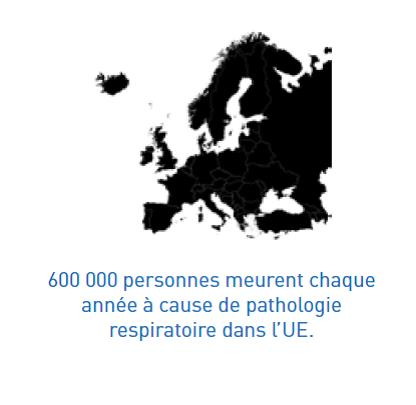 600 000 personnes meurent chaque
année à cause de pathologie
respiratoire dans l’UE.